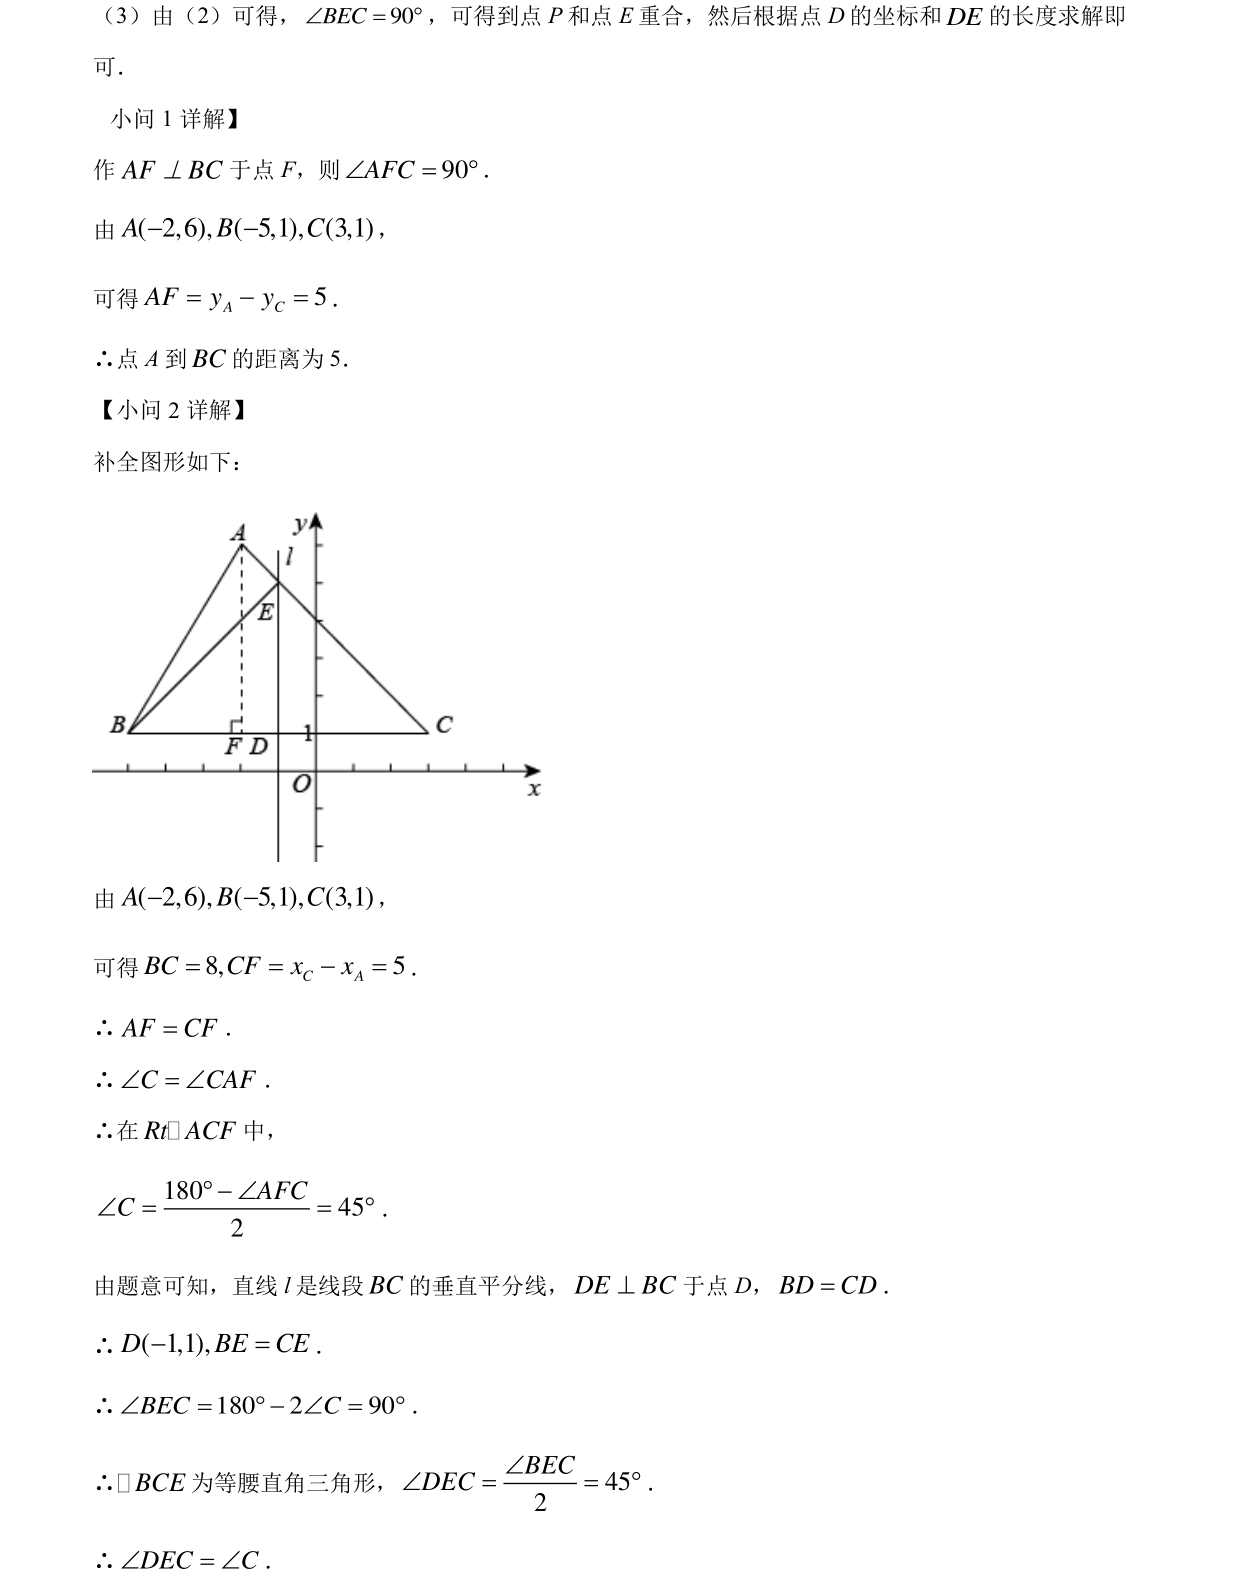 （3）由（2）可得，∠BEC = 90°，可得到点 P 和点 E 重合，然后根据点 D 的坐标和 DE 的长度求解即
可．
小问 1 详解】
作 AF ⊥ BC 于点 F，则∠AFC = 90°．
由 A(−2,6), B(−5,1), C(3,1)，
可得 AF = y_A − y_C = 5．
∴点 A 到 BC 的距离为 5．
【小问 2 详解】
补全图形如下：
A
y
l
E
B
C
F D
1
O
x
由 A(−2,6), B(−5,1), C(3,1)，
可得 BC = 8, CF = x_C − x_A = 5．
∴ AF = CF．
∴ ∠C = ∠CAF．
∴在 Rt□ ACF 中，
∠C = (180° − ∠AFC)/2 = 45°．
由题意可知，直线 l 是线段 BC 的垂直平分线，DE ⊥ BC 于点 D，BD = CD．
∴ D(−1,1), BE = CE．
∴ ∠BEC = 180° − 2∠C = 90°．
∴□ BCE 为等腰直角三角形，∠DEC = ∠BEC/2 = 45°．
∴ ∠DEC = ∠C．